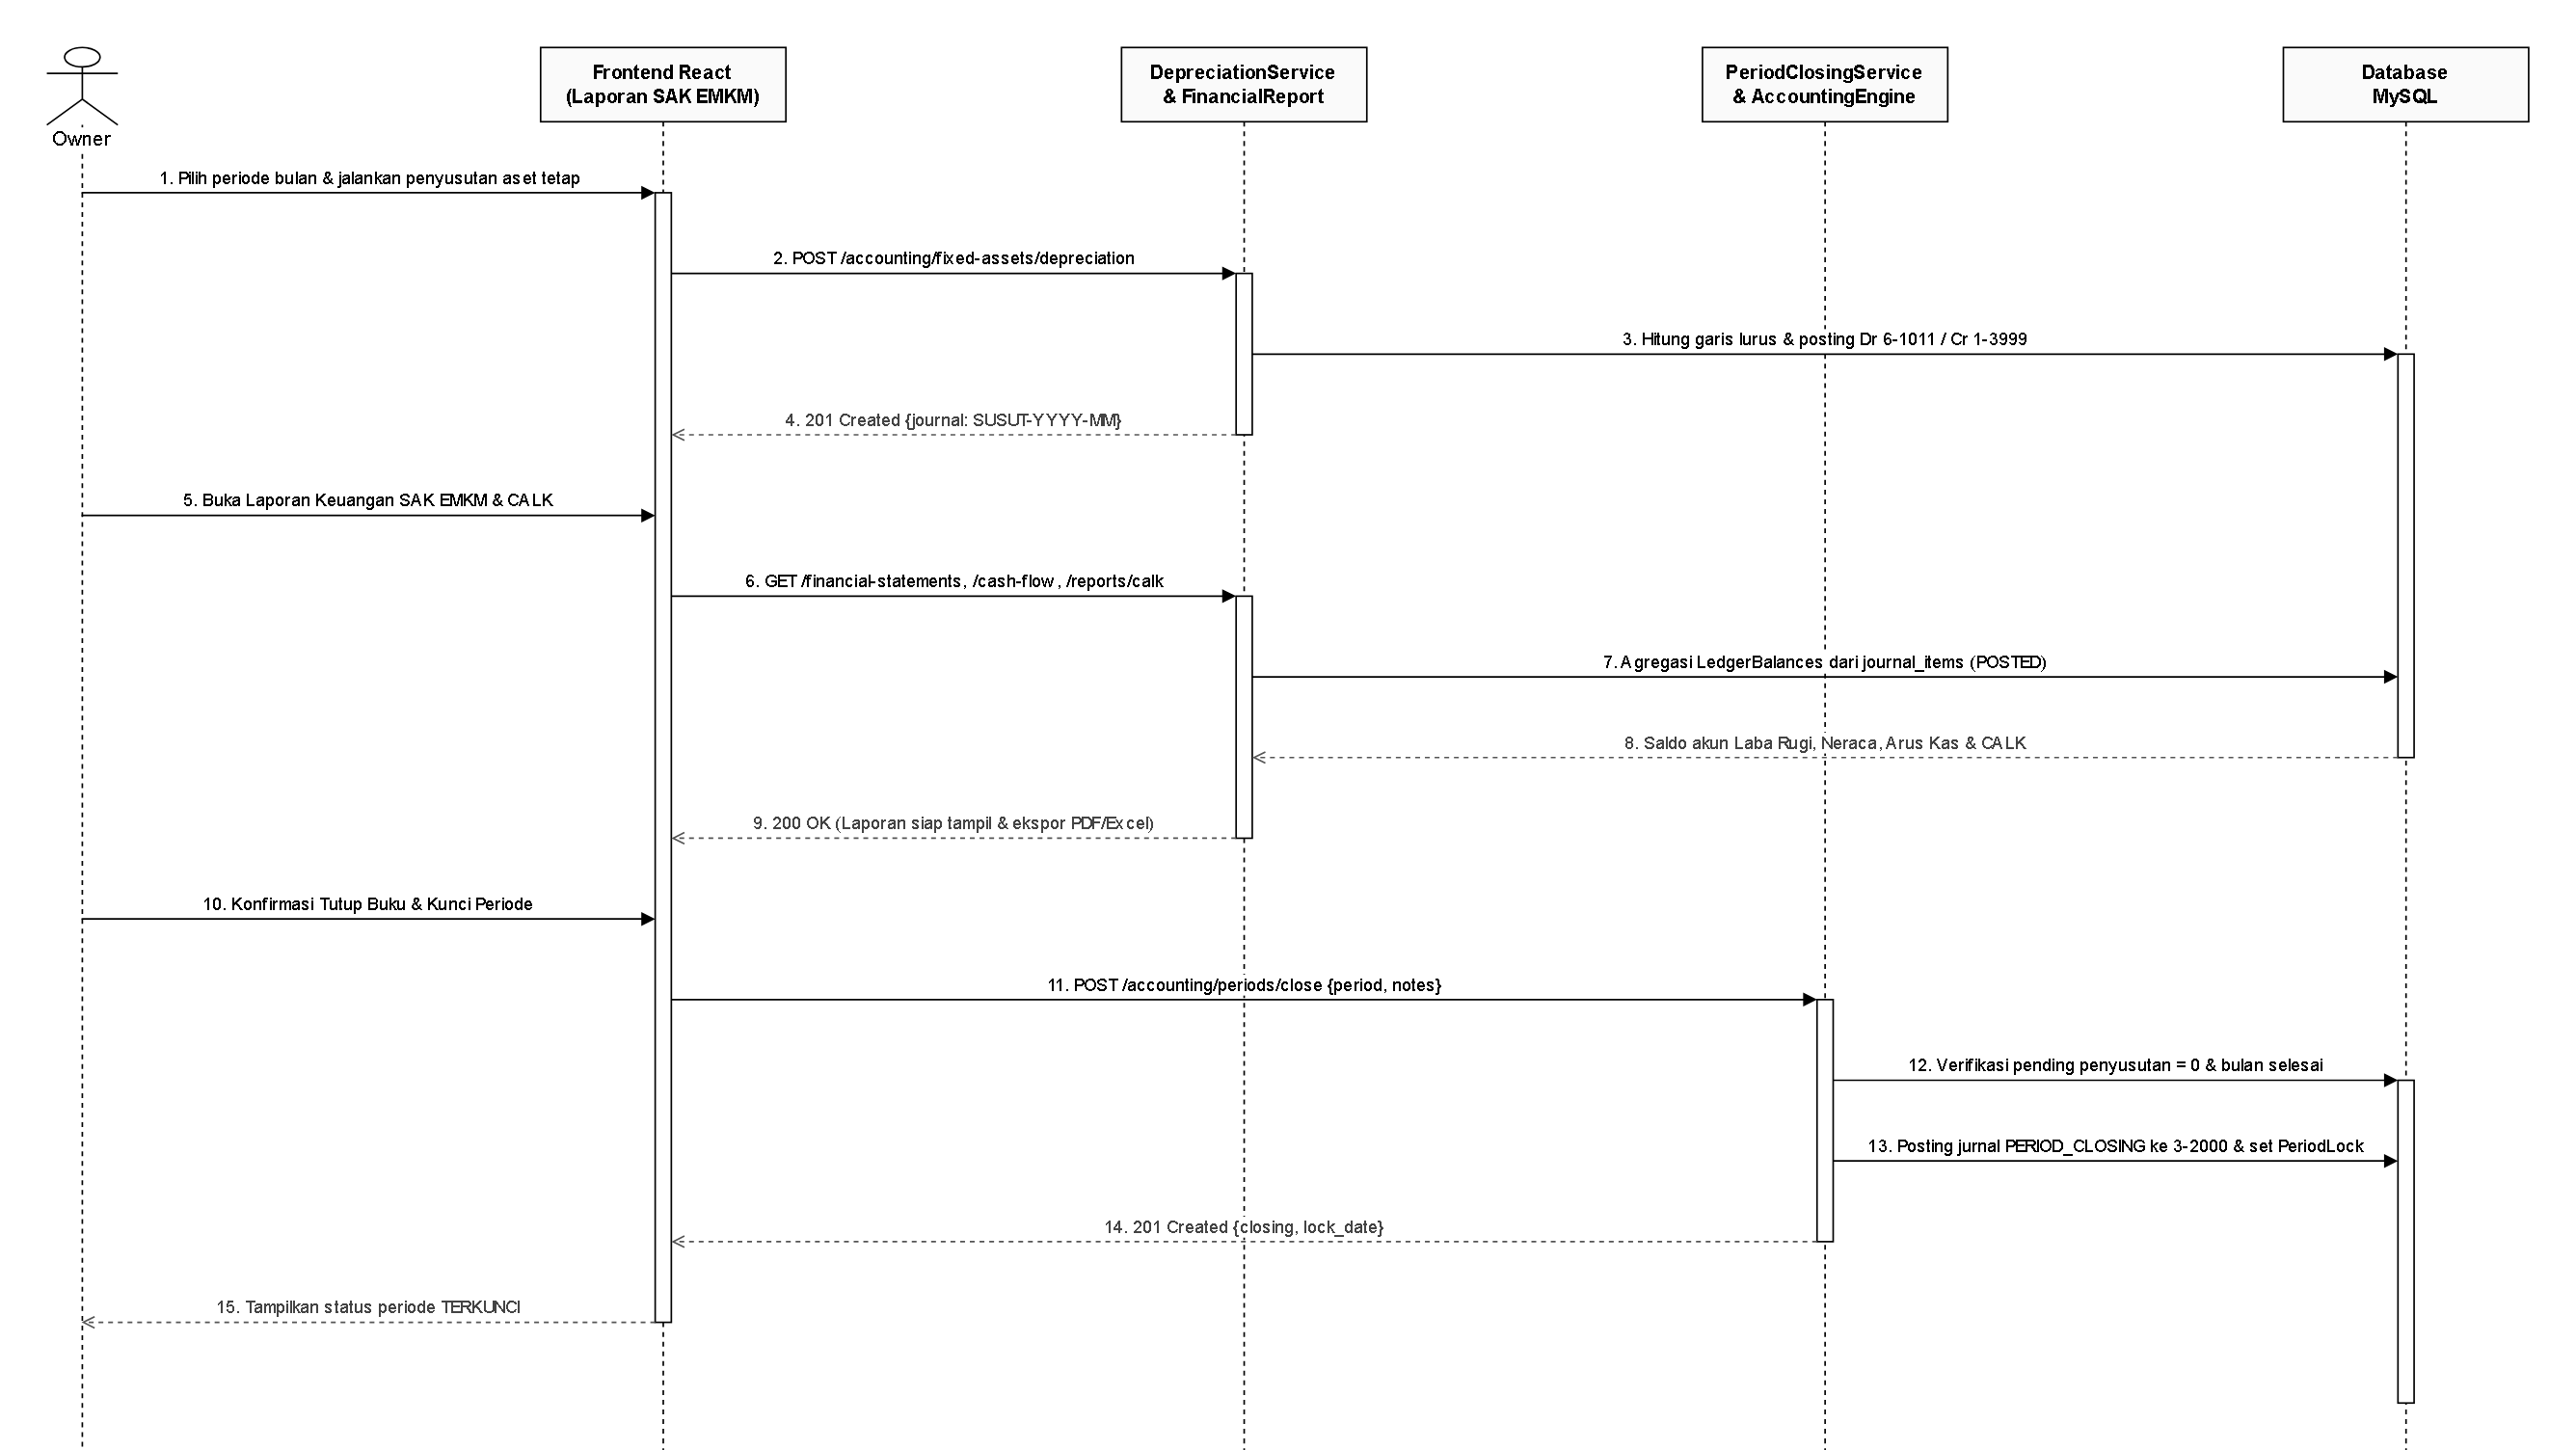 Owner
Frontend React
(Laporan SAK EMKM)
DepreciationService
& FinancialReport
PeriodClosingService
& AccountingEngine
Database
MySQL
1. Pilih periode bulan & jalankan penyusutan aset tetap
2. POST /accounting/fixed-assets/depreciation
3. Hitung garis lurus & posting Dr 6-1011 / Cr 1-3999
4. 201 Created {journal: SUSUT-YYYY-MM}
5. Buka Laporan Keuangan SAK EMKM & CALK
6. GET /financial-statements, /cash-flow, /reports/calk
7. Agregasi LedgerBalances dari journal_items (POSTED)
8. Saldo akun Laba Rugi, Neraca, Arus Kas & CALK
9. 200 OK (Laporan siap tampil & ekspor PDF/Excel)
10. Konfirmasi Tutup Buku & Kunci Periode
11. POST /accounting/periods/close {period, notes}
12. Verifikasi pending penyusutan = 0 & bulan selesai
13. Posting jurnal PERIOD_CLOSING ke 3-2000 & set PeriodLock
14. 201 Created {closing, lock_date}
15. Tampilkan status periode TERKUNCI